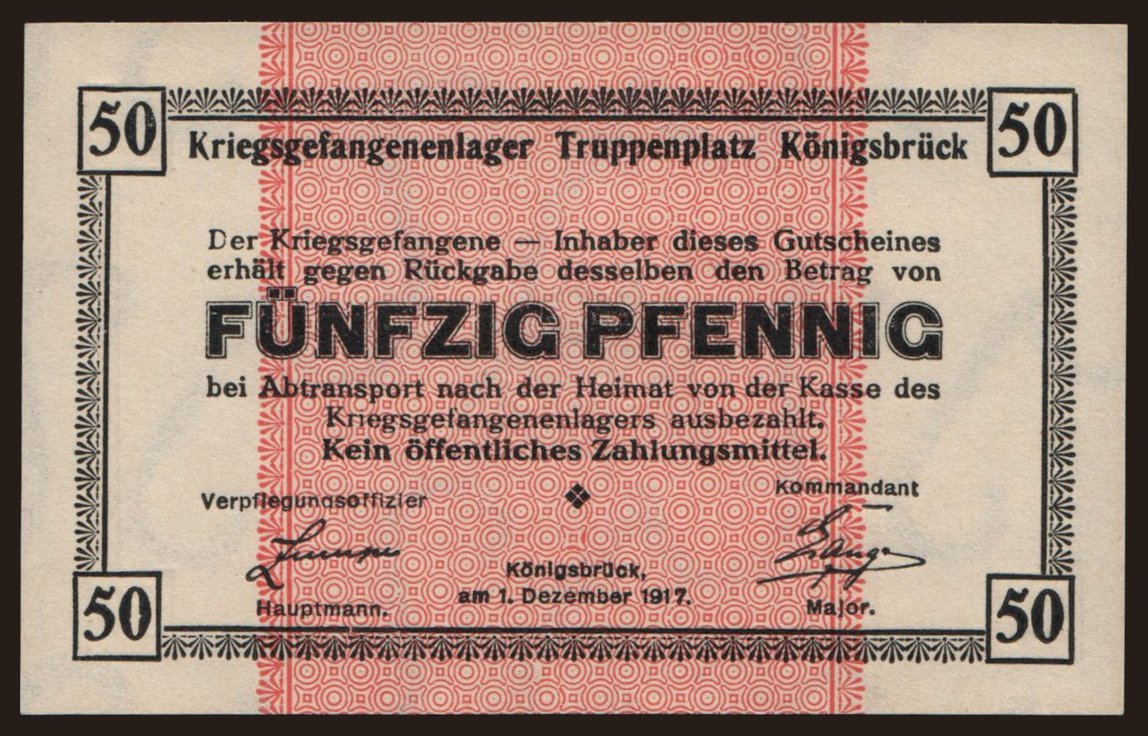 50 50
Kriegsgefangenenlager Truppenplatz Königsbrück
Der Kriegsgefangene — Inhaber dieses Gutscheines
erhält gegen Rückgabe desselben den Betrag von
FÜNFZIG PFENNIG
bei Abtransport nach der Heimat von der Kasse des
Kriegsgefangenenlagers ausbezahlt.
Kein öffentliches Zahlungsmittel.
Verpflegungsoffizier Kommandant
Königsbrück,
am 1. Dezember 1917.
Hauptmann. Major.
50 50